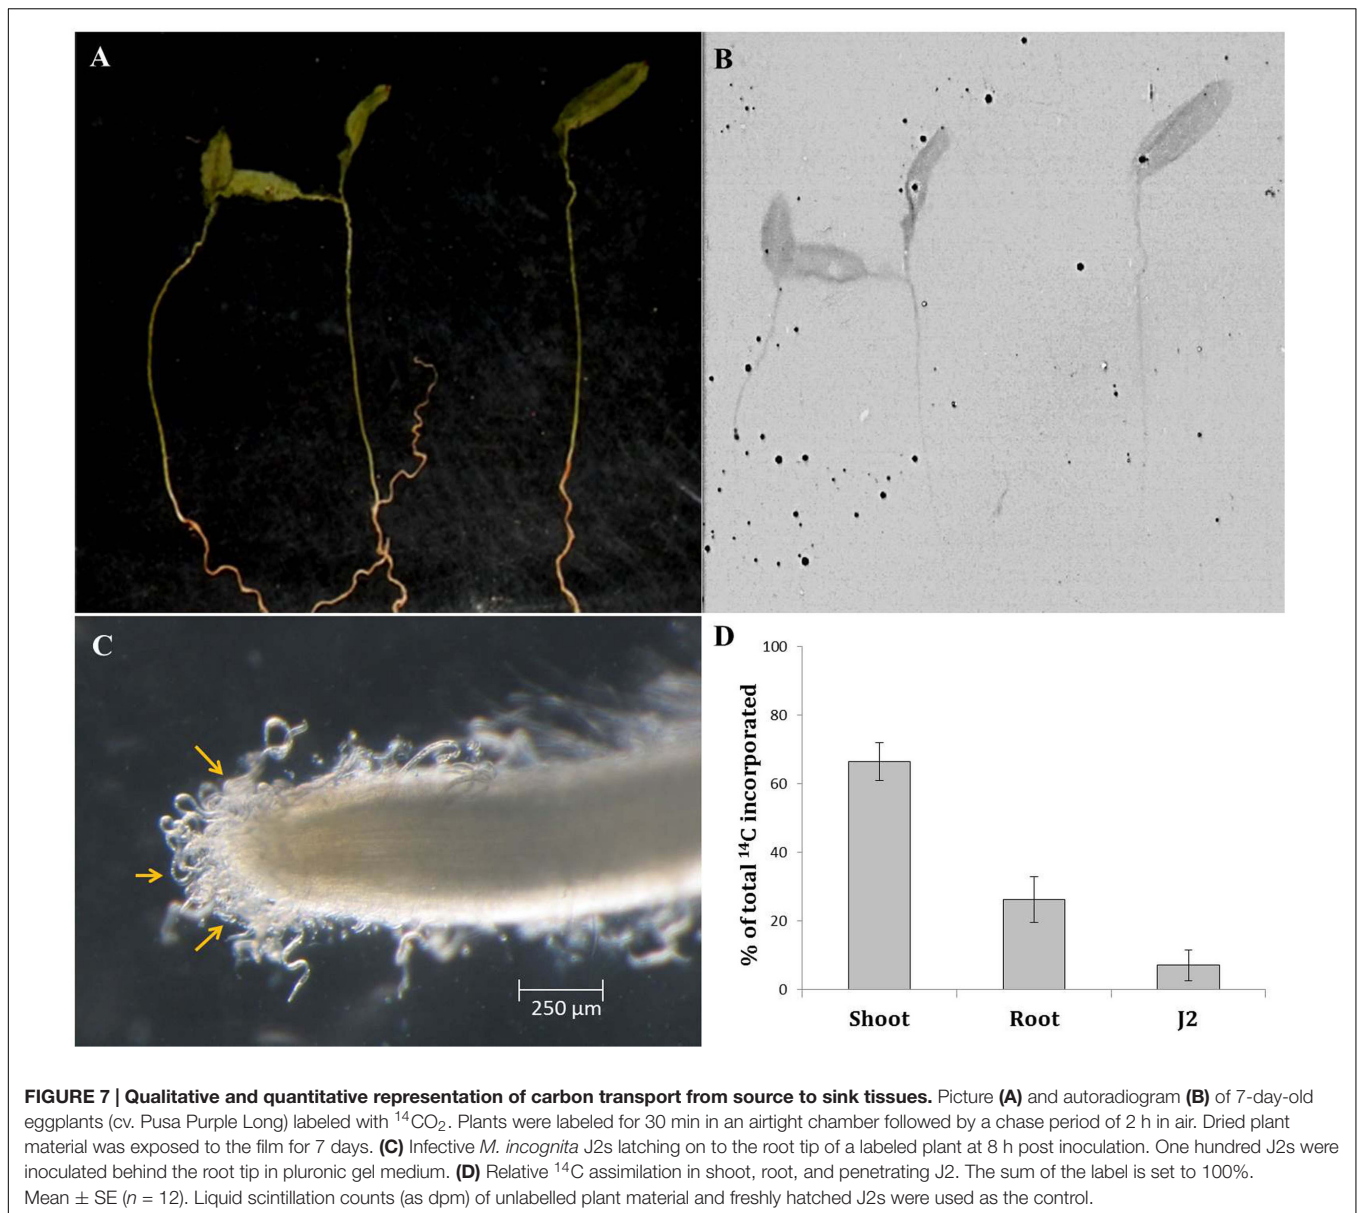 A
B
C
250 µm
D
% of total ¹⁴C incorporated
100
80
60
40
20
0
Shoot Root J2
FIGURE 7 | Qualitative and quantitative representation of carbon transport from source to sink tissues. Picture (A) and autoradiogram (B) of 7-day-old
eggplants (cv. Pusa Purple Long) labeled with ¹⁴CO₂. Plants were labeled for 30 min in an airtight chamber followed by a chase period of 2 h in air. Dried plant
material was exposed to the film for 7 days. (C) Infective M. incognita J2s latching on to the root tip of a labeled plant at 8 h post inoculation. One hundred J2s were
inoculated behind the root tip in pluronic gel medium. (D) Relative ¹⁴C assimilation in shoot, root, and penetrating J2. The sum of the label is set to 100%.
Mean ± SE (n = 12). Liquid scintillation counts (as dpm) of unlabelled plant material and freshly hatched J2s were used as the control.